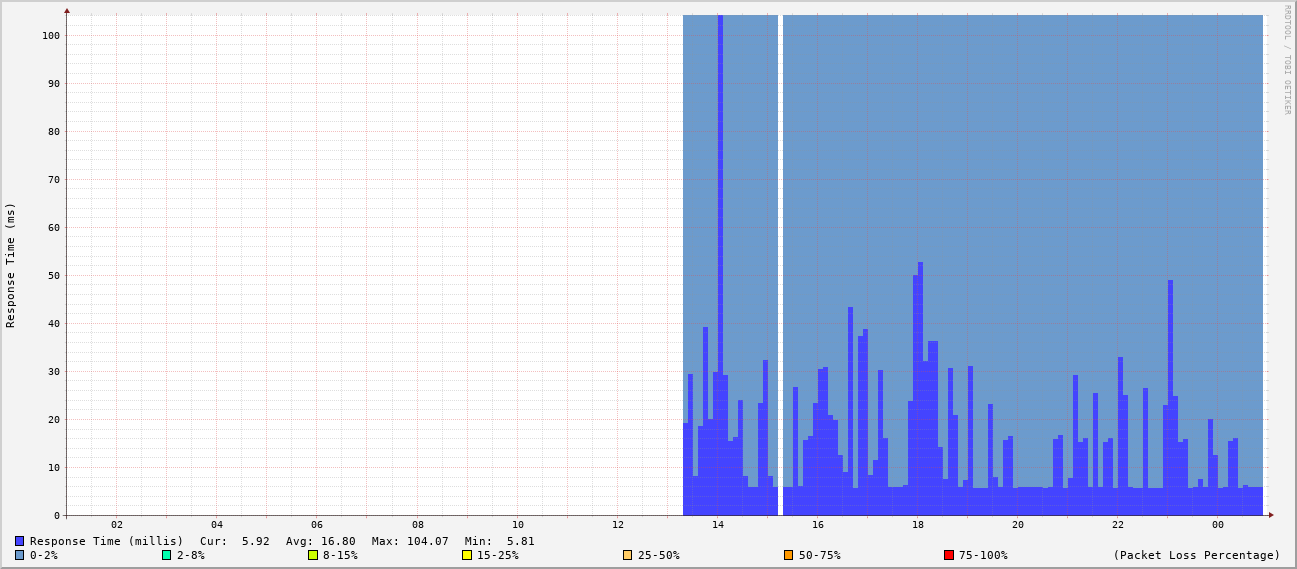 RRDTOOL / TOBI OETIKER
Response Time (ms)
100
90
80
70
60
50
40
30
20
10
0
02 04 06 08 10 12 14 16 18 20 22 00
Response Time (millis) Cur: 5.92 Avg: 16.80 Max: 104.07 Min: 5.81
0-2% 2-8% 8-15% 15-25% 25-50% 50-75% 75-100% (Packet Loss Percentage)